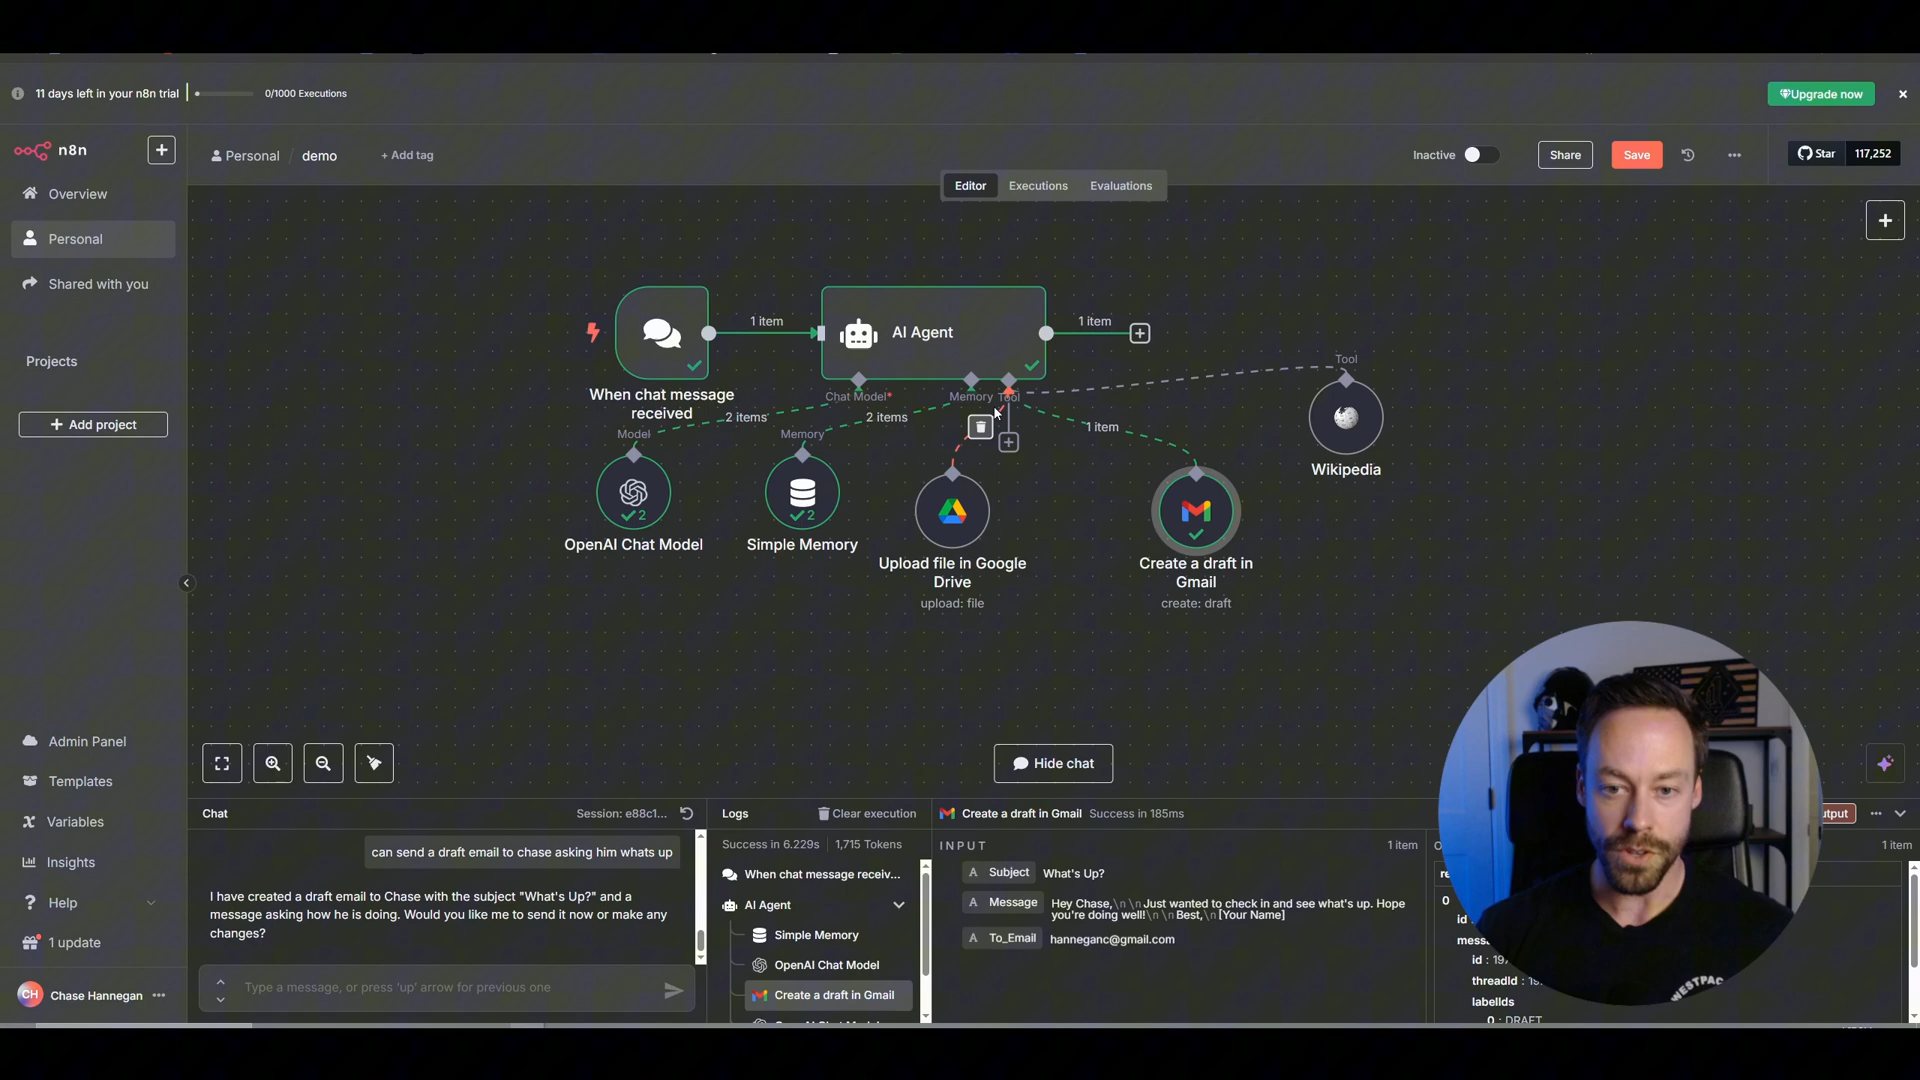 11 days left in your n8n trial
0/1000 Executions
Upgrade now
n8n
Personal / demo
+ Add tag
Inactive
Share
Save
Star 117,252
Editor
Executions
Evaluations
Overview
Personal
Shared with you
Projects
+ Add project
1 item
AI Agent
1 item
Tool
When chat message
received
Chat Model*
Memory
Tool
2 items
2 items
1 item
Model
Memory
Wikipedia
2
2
OpenAI Chat Model
Simple Memory
Upload file in Google
Drive
upload: file
Create a draft in
Gmail
create: draft
Admin Panel
Templates
Variables
Insights
Help
1 update
CH Chase Hannegan
Hide chat
Chat
Session: e88c1...
can send a draft email to chase asking him whats up
I have created a draft email to Chase with the subject "What's Up?" and a
message asking how he is doing. Would you like me to send it now or make any
changes?
Type a message, or press 'up' arrow for previous one
Logs
Clear execution
Success in 6.229s
1,715 Tokens
When chat message receiv...
AI Agent
Simple Memory
OpenAI Chat Model
Create a draft in Gmail
Create a draft in Gmail Success in 185ms
INPUT
1 item
A Subject What's Up?
A Message Hey Chase,\n\nJust wanted to check in and see what's up. Hope
you're doing well!\n\nBest,\n[Your Name]
A To_Email hanneganc@gmail.com
1 item
0
id
id : 19
threadId :
labelIds
0 : DRAFT
WESTPAC